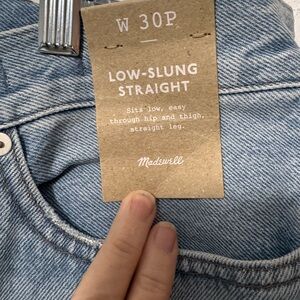 W 30P
LOW-SLUNG
STRAIGHT
Sits low, easy
through hip and thigh,
straight leg.
Madewell